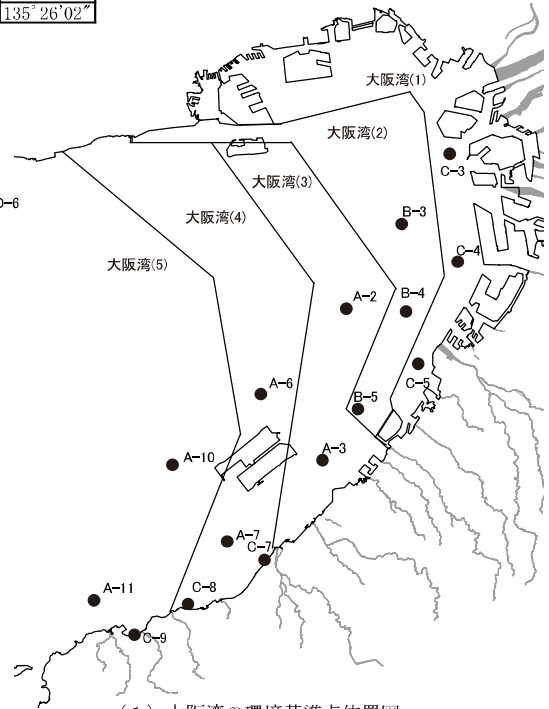 135°26′02″
大阪湾(1)
大阪湾(2)
C-3
大阪湾(3)
D-6
B-3
大阪湾(4)
C-4
大阪湾(5)
A-2
B-4
C-5
A-6
B-5
A-10
A-3
A-7
C-7
A-11
C-8
C-9
大阪湾の環境基準点位置図